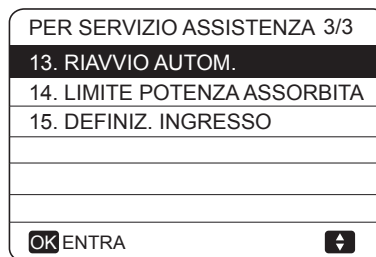 PER SERVIZIO ASSISTENZA 3/3
13. RIAVVIO AUTOM.
14. LIMITE POTENZA ASSORBITA
15. DEFINIZ. INGRESSO
OK ENTRA